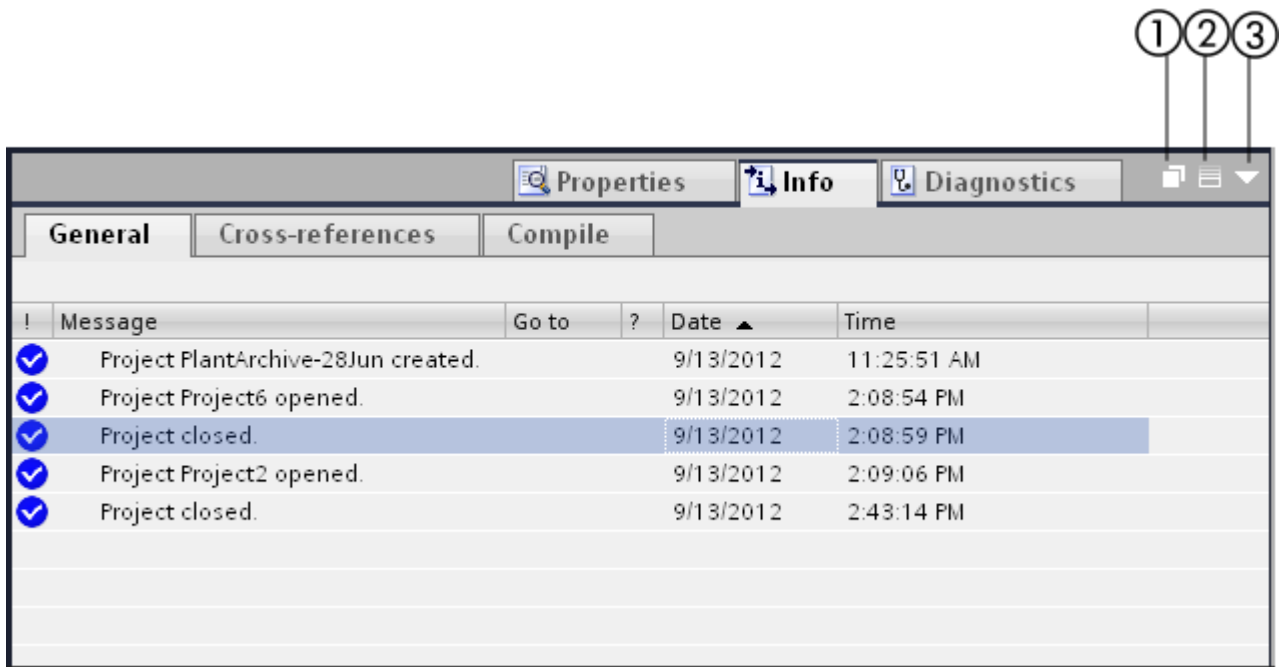 1 2 3
Properties Info Diagnostics
General Cross-references Compile
! Message Go to ? Date Time
Project PlantArchive-28Jun created. 9/13/2012 11:25:51 AM
Project Project6 opened. 9/13/2012 2:08:54 PM
Project closed. 9/13/2012 2:08:59 PM
Project Project2 opened. 9/13/2012 2:09:06 PM
Project closed. 9/13/2012 2:43:14 PM